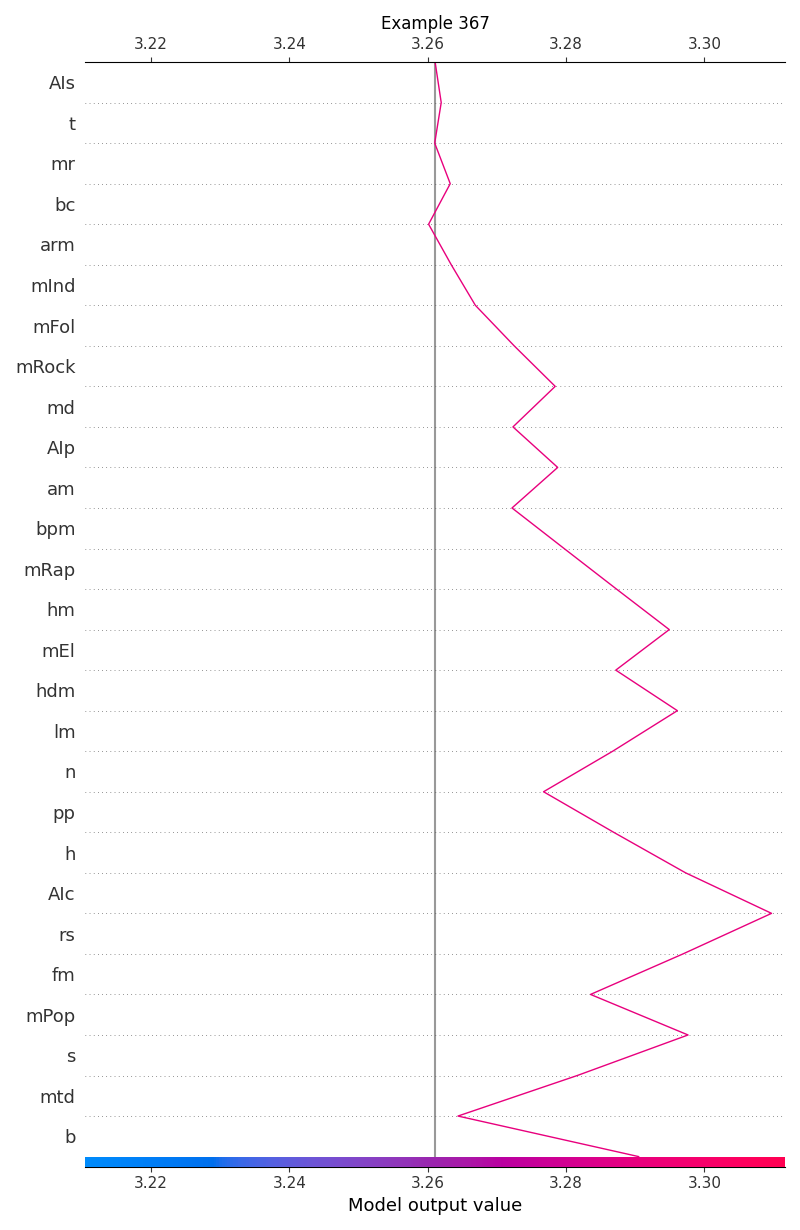 Example 367
3.22 3.24 3.26 3.28 3.30
AIs
t
mr
bc
arm
mInd
mFol
mRock
md
AIp
am
bpm
mRap
hm
mEl
hdm
lm
n
pp
h
AIc
rs
fm
mPop
s
mtd
b
3.22 3.24 3.26 3.28 3.30
Model output value